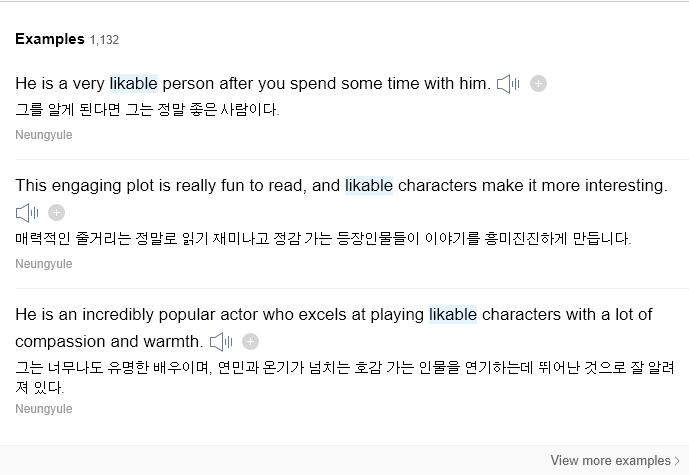 Examples 1,132
He is a very likable person after you spend some time with him.
그를 알게 된다면 그는 정말 좋은 사람이다.
Neungyule
This engaging plot is really fun to read, and likable characters make it more interesting.
매력적인 줄거리는 정말로 읽기 재미나고 정감 가는 등장인물들이 이야기를 흥미진진하게 만듭니다.
Neungyule
He is an incredibly popular actor who excels at playing likable characters with a lot of
compassion and warmth.
그는 너무나도 유명한 배우이며, 연민과 온기가 넘치는 호감 가는 인물을 연기하는데 뛰어난 것으로 잘 알려
져 있다.
Neungyule
View more examples